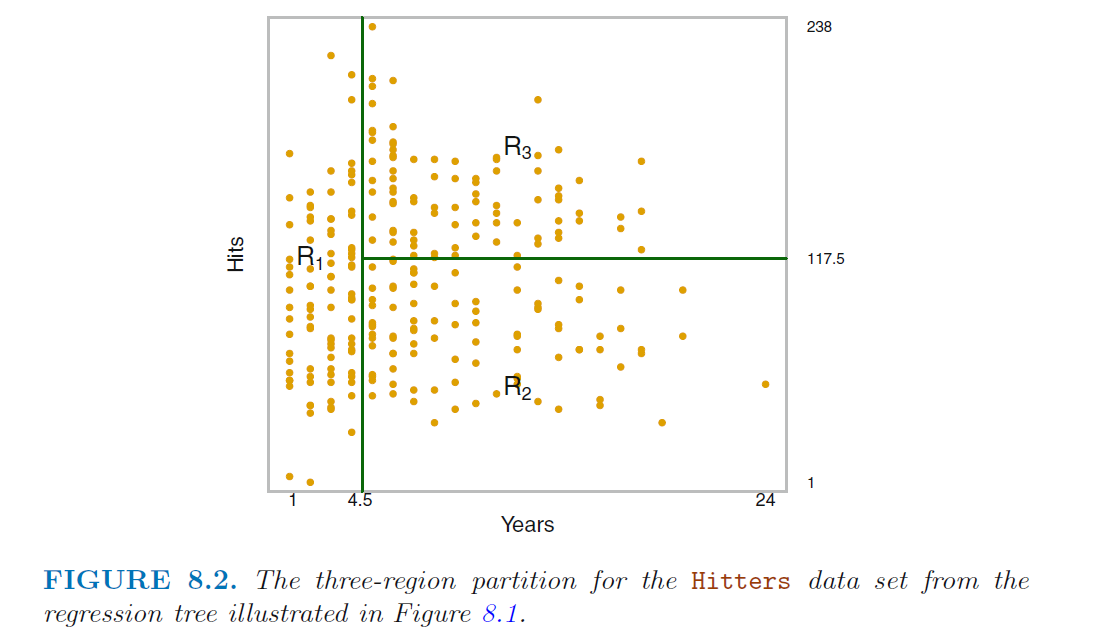 238
R3
Hits
R1
117.5
R2
1
1
4.5
24
Years
FIGURE 8.2. The three-region partition for the Hitters data set from the
regression tree illustrated in Figure 8.1.